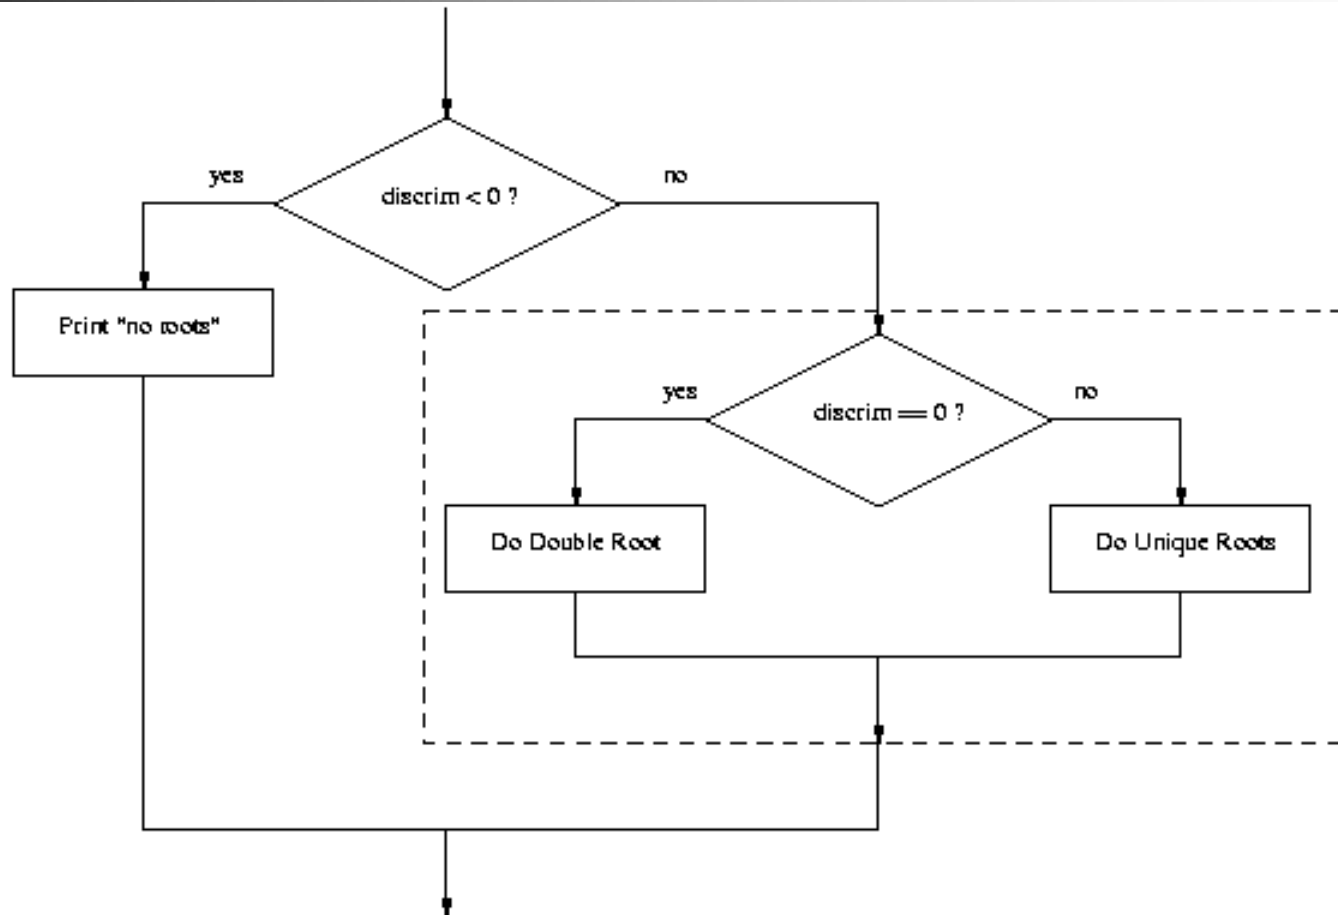 yes
discrim < 0 ?
no
Print "no roots"
yes
discrim == 0 ?
no
Do Double Root
Do Unique Roots